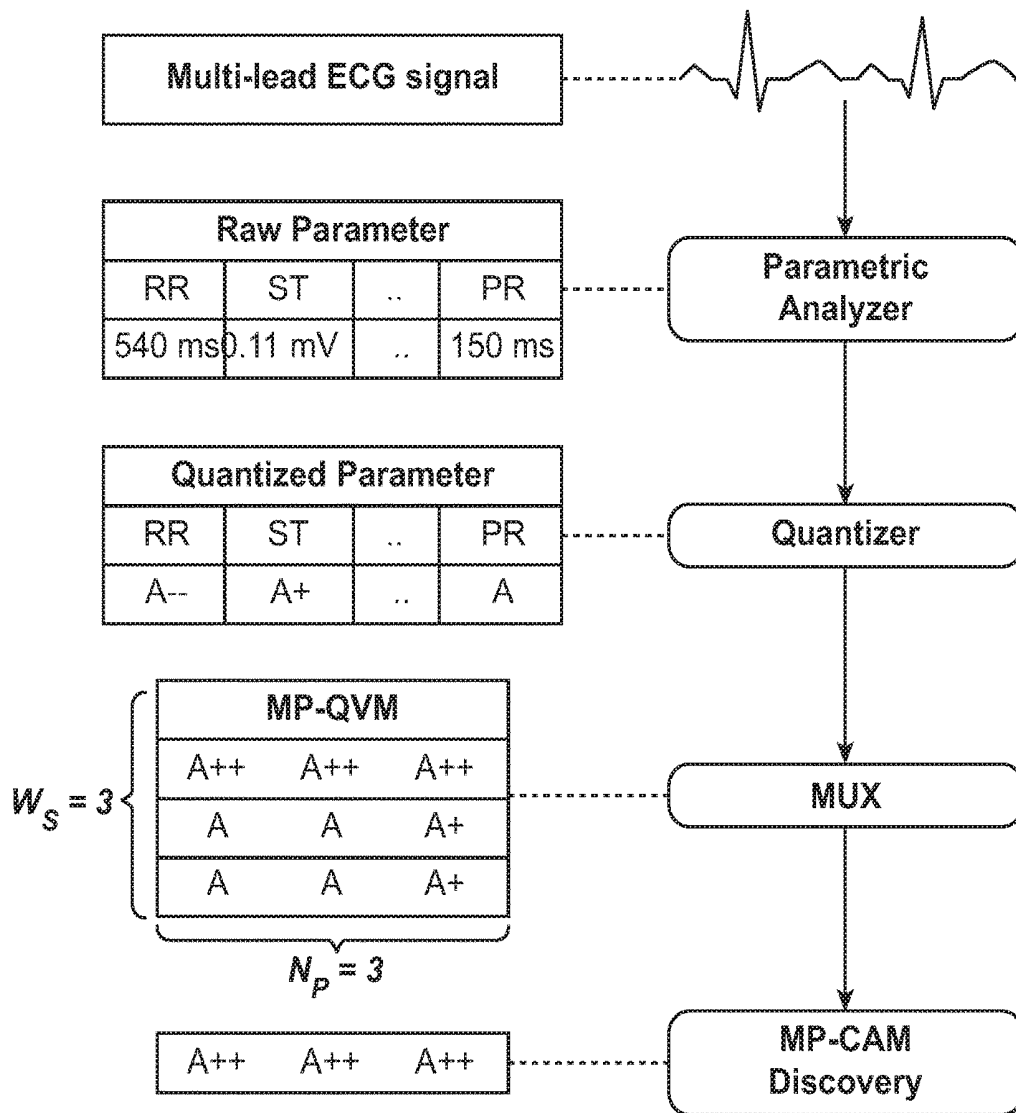 Multi-lead ECG signal
Raw Parameter
RR ST .. PR
540 ms 0.11 mV .. 150 ms
Parametric
Analyzer
Quantized Parameter
RR ST .. PR
A-- A+ .. A
Quantizer
MP-QVM
A++ A++ A++
A A A+
A A A+
W_S = 3
N_P = 3
MUX
A++ A++ A++
MP-CAM
Discovery